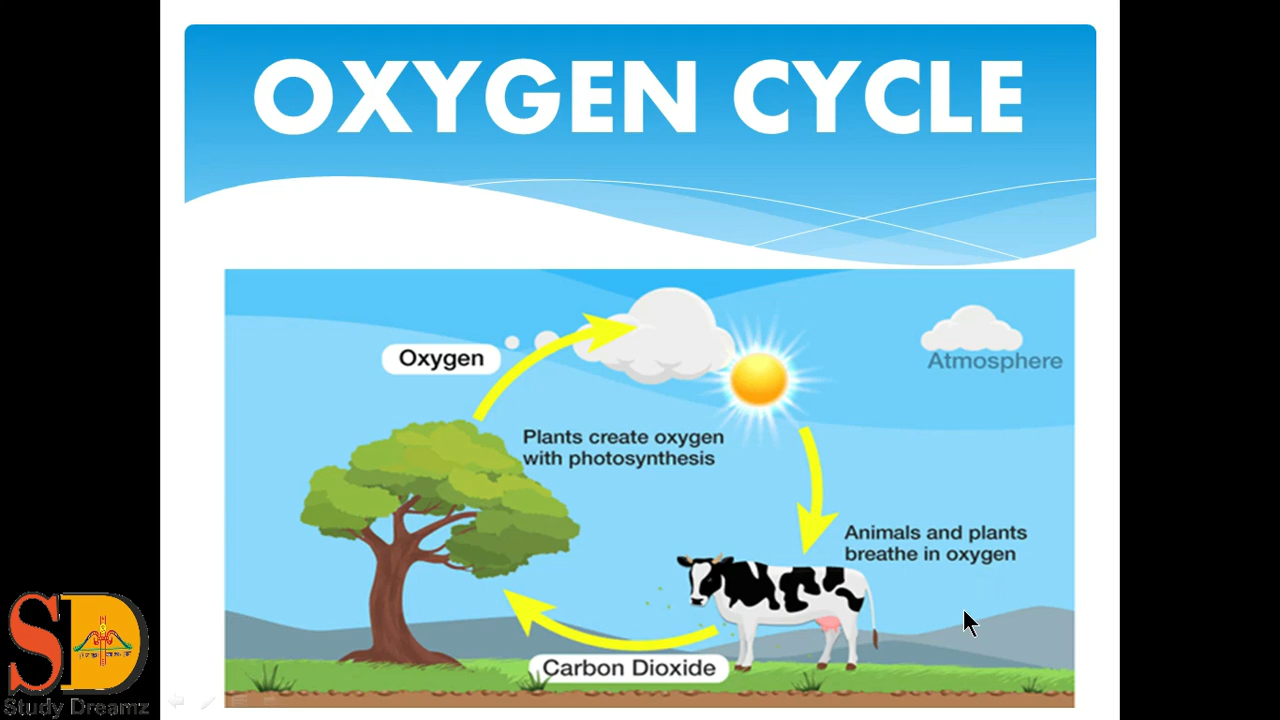 OXYGEN CYCLE
Oxygen
Atmosphere
Plants create oxygen
with photosynthesis
Animals and plants
breathe in oxygen
Carbon Dioxide
SD
Study Dreamz